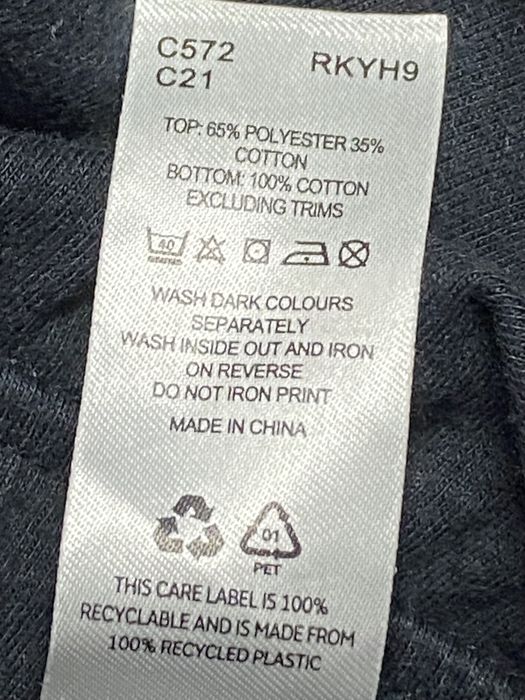 C572 RKYH9
C21
TOP: 65% POLYESTER 35%
COTTON
BOTTOM: 100% COTTON
EXCLUDING TRIMS
40
WASH DARK COLOURS
SEPARATELY
WASH INSIDE OUT AND IRON
ON REVERSE
DO NOT IRON PRINT
MADE IN CHINA
01
PET
THIS CARE LABEL IS 100%
RECYCLABLE AND IS MADE FROM
100% RECYCLED PLASTIC